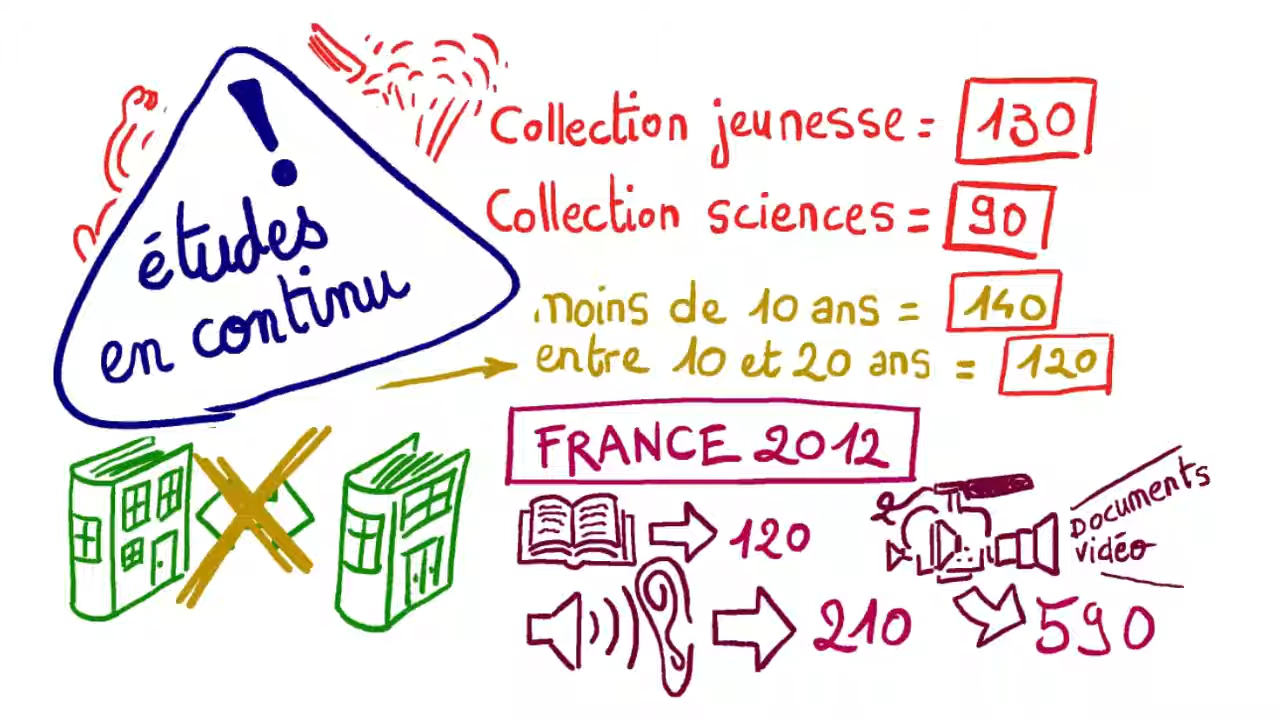 !
études
en continu
Collection jeunesse = 130
Collection sciences = 90
moins de 10 ans = 140
entre 10 et 20 ans = 120
FRANCE 2012
120
210
Documents
vidéo
590